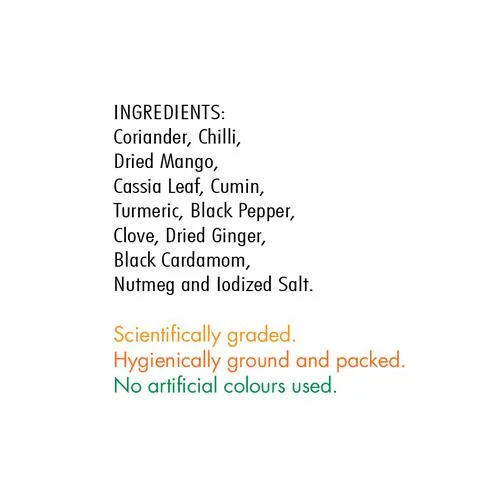 INGREDIENTS:
Coriander, Chilli,
Dried Mango,
Cassia Leaf, Cumin,
Turmeric, Black Pepper,
Clove, Dried Ginger,
Black Cardamom,
Nutmeg and Iodized Salt.
Scientifically graded.
Hygienically ground and packed.
No artificial colours used.